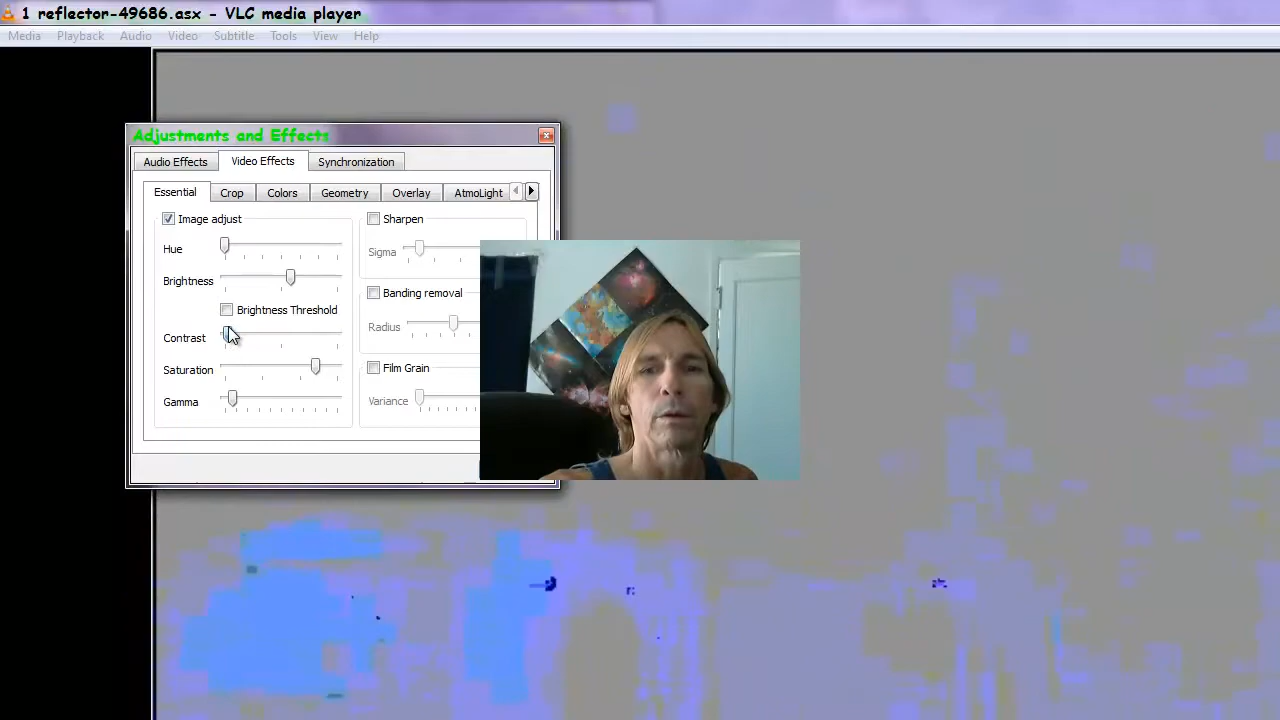 1 reflector-49686.asx - VLC media player
Media Playback Audio Video Subtitle Tools View Help
Adjustments and Effects
Audio Effects Video Effects Synchronization
Essential Crop Colors Geometry Overlay AtmoLight
Image adjust
Hue
Brightness
Brightness Threshold
Contrast
Saturation
Gamma
Sharpen
Sigma
Banding removal
Radius
Film Grain
Variance